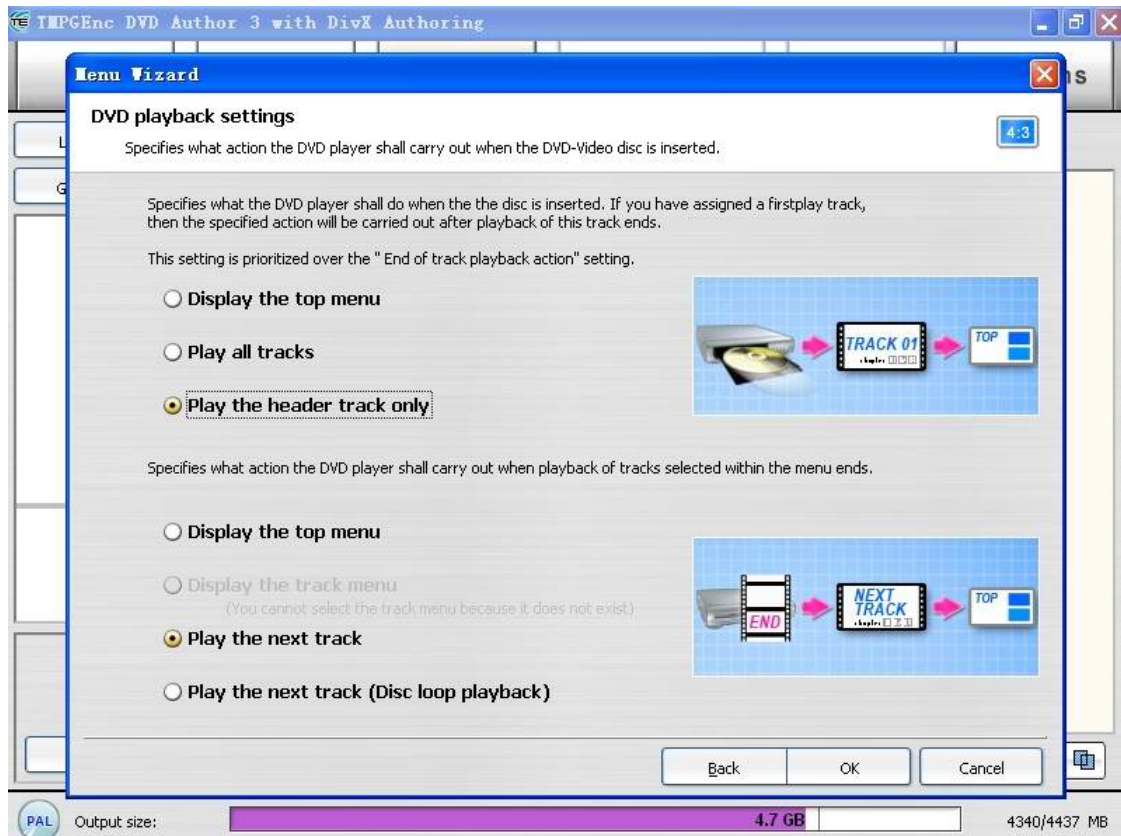 TMPGEnc DVD Author 3 with DivX Authoring
Menu Wizard
DVD playback settings
Specifies what action the DVD player shall carry out when the DVD-Video disc is inserted.
4:3
Specifies what the DVD player shall do when the the disc is inserted. If you have assigned a firstplay track,
then the specified action will be carried out after playback of this track ends.
This setting is prioritized over the " End of track playback action" setting.
Display the top menu
Play all tracks
Play the header track only
TRACK 01
chapter 1 2 3
TOP
Specifies what action the DVD player shall carry out when playback of tracks selected within the menu ends.
Display the top menu
Display the track menu
(You cannot select the track menu because it does not exist)
Play the next track
Play the next track (Disc loop playback)
END
NEXT
TRACK
chapter 1 2 3
TOP
Back
OK
Cancel
PAL
Output size:
4.7 GB
4340/4437 MB